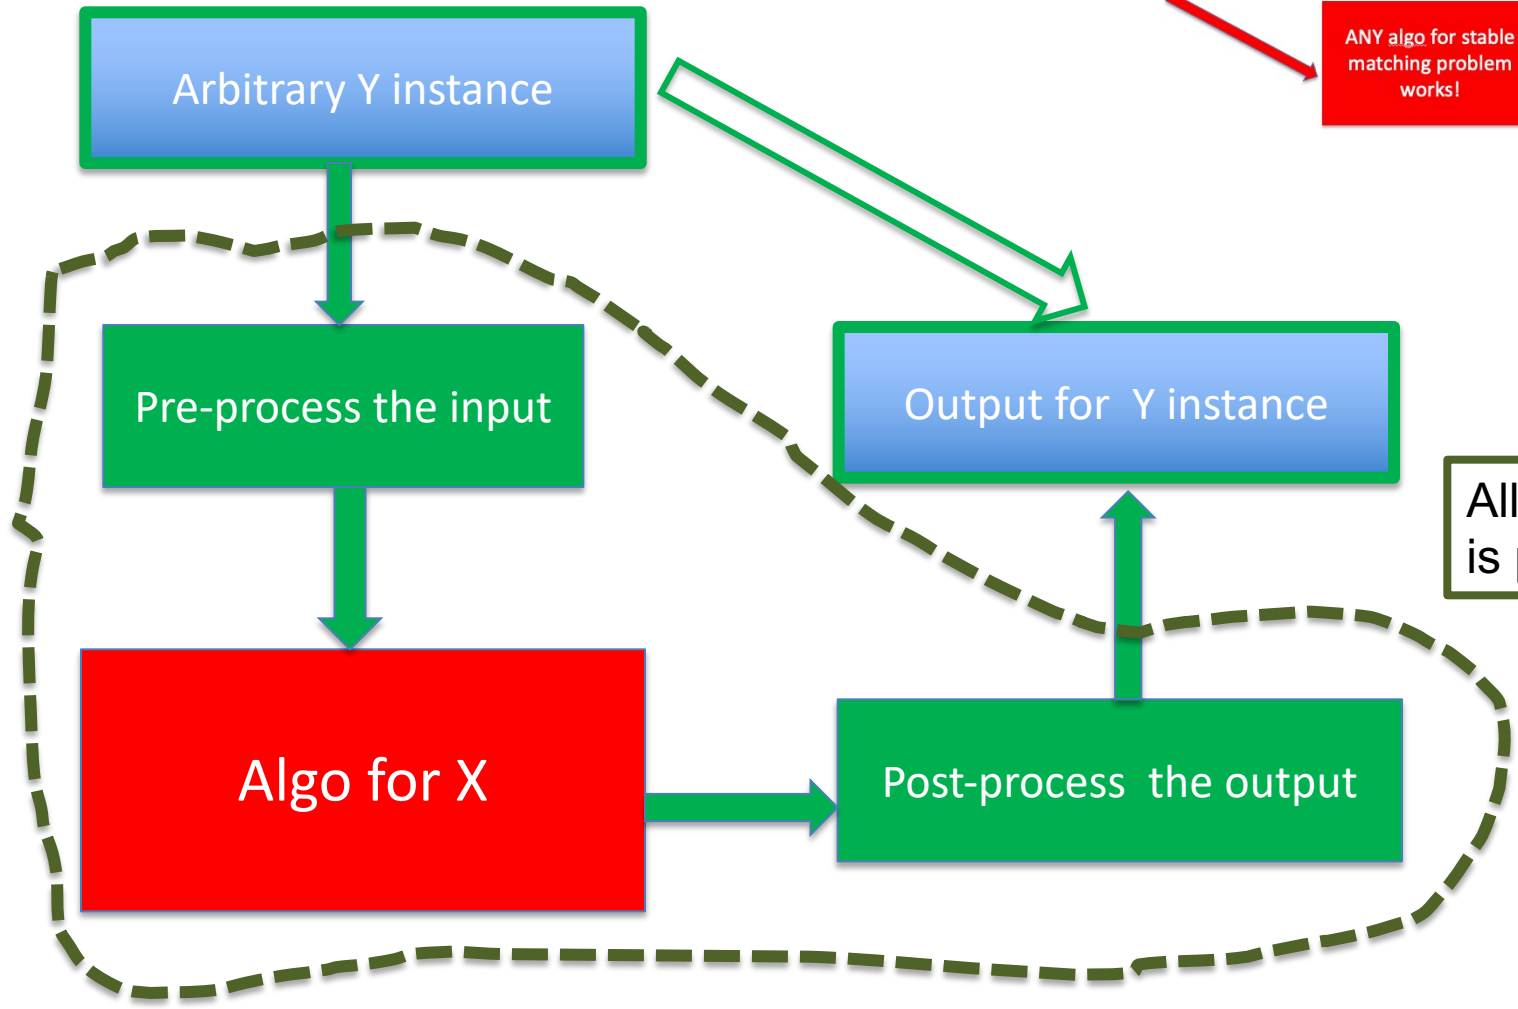 Arbitrary Y instance
ANY algo for stable
matching problem
works!
Pre-process the input
Output for Y instance
All
is
Algo for X
Post-process the output